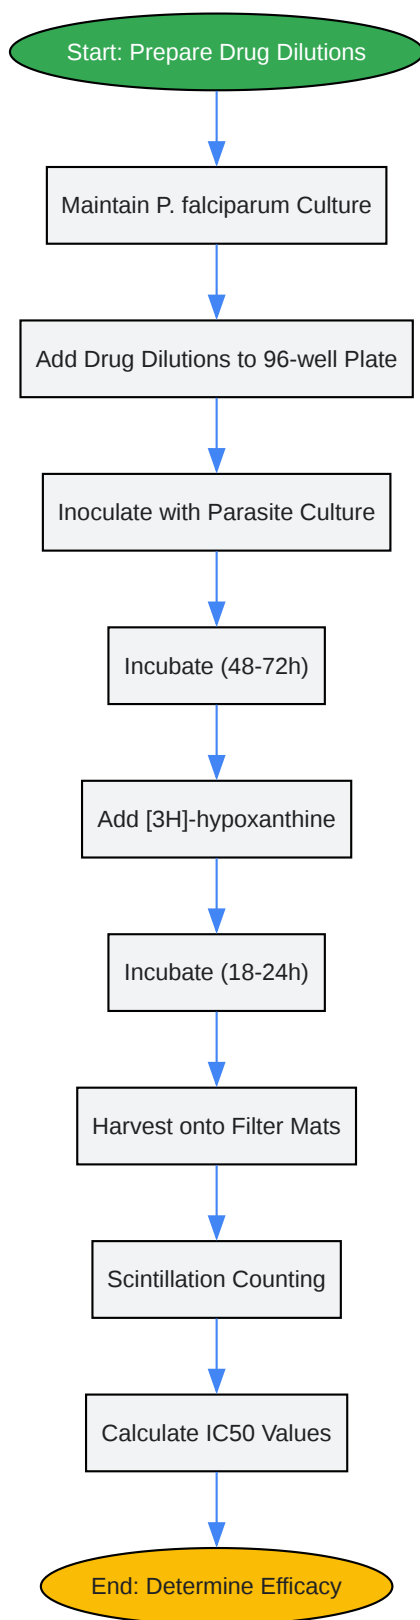 Start: Prepare Drug Dilutions
Maintain P. falciparum Culture
Add Drug Dilutions to 96-well Plate
Inoculate with Parasite Culture
Incubate (48-72h)
Add [3H]-hypoxanthine
Incubate (18-24h)
Harvest onto Filter Mats
Scintillation Counting
Calculate IC50 Values
End: Determine Efficacy